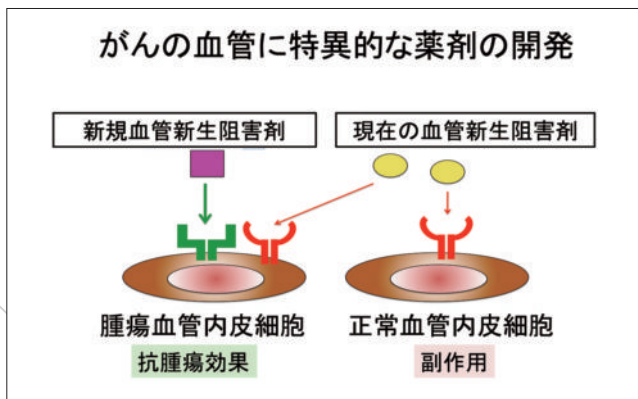 がんの血管に特異的な薬剤の開発
新規血管新生阻害剤
現在の血管新生阻害剤
腫瘍血管内皮細胞
正常血管内皮細胞
抗腫瘍効果
副作用